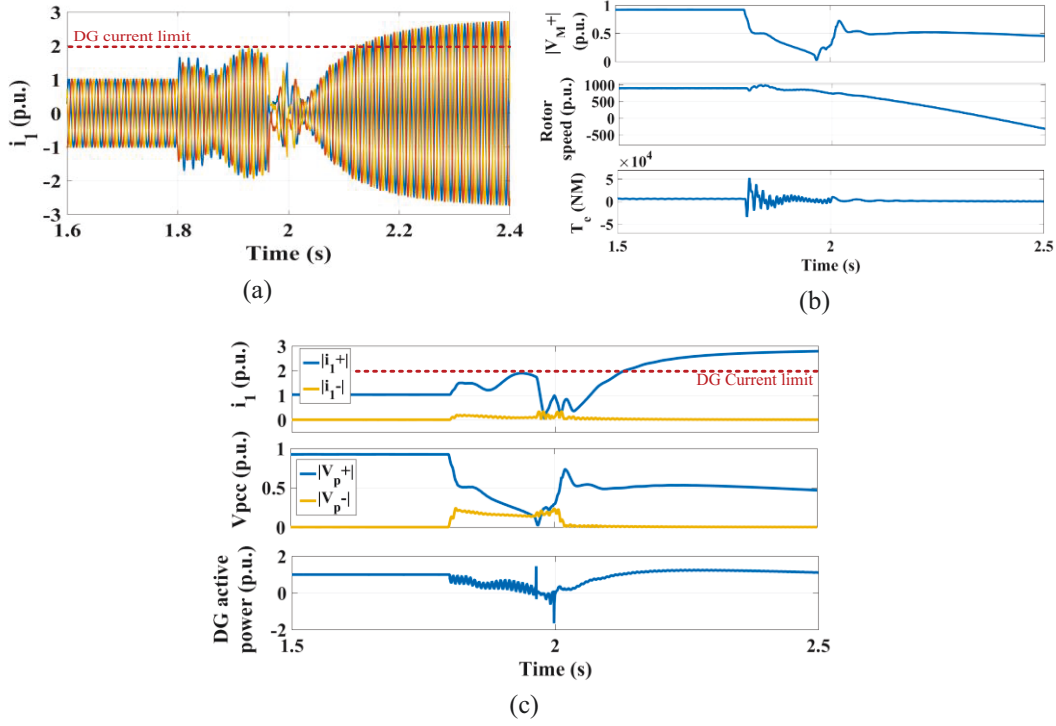 DG current limit
i1 (p.u.)
3
2
1
0
-1
-2
-3
1.6
1.8
2
2.2
2.4
Time (s)
(a)
|VM+|
(p.u.)
1
0.5
0
Rotor
speed (p.u.)
1000
500
0
-500
×10^4
Te (NM)
5
0
-5
1.5
2
2.5
Time (s)
(b)
i1 (p.u.)
3
2
1
0
|i1+|
|i1-|
DG Current limit
Vpcc (p.u.)
1
0.5
0
|Vp+|
|Vp-|
DG active
power (p.u.)
2
0
-2
1.5
2
2.5
Time (s)
(c)